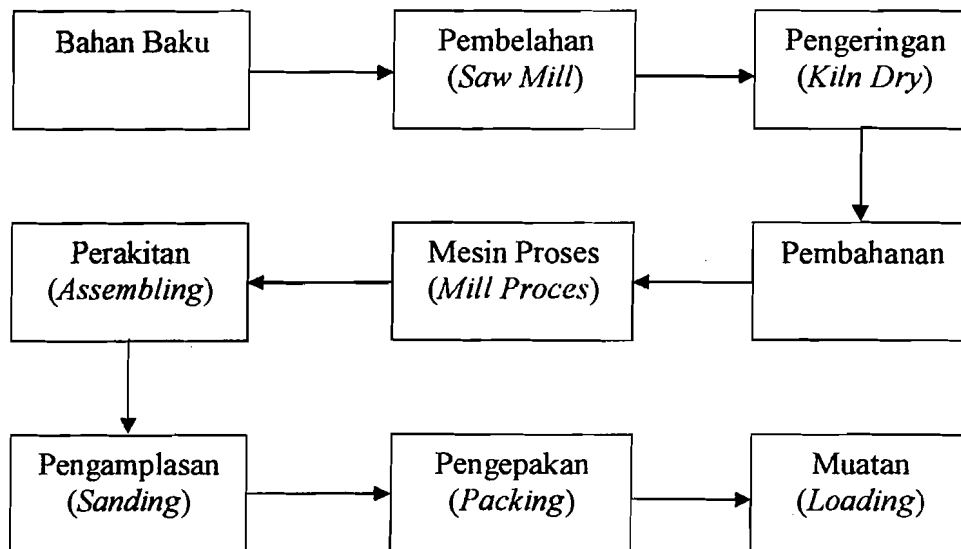 Bahan Baku
Pembelahan
(Saw Mill)
Pengeringan
(Kiln Dry)
Pembahanan
Mesin Proses
(Mill Proces)
Perakitan
(Assembling)
Pengamplasan
(Sanding)
Pengepakan
(Packing)
Muatan
(Loading)